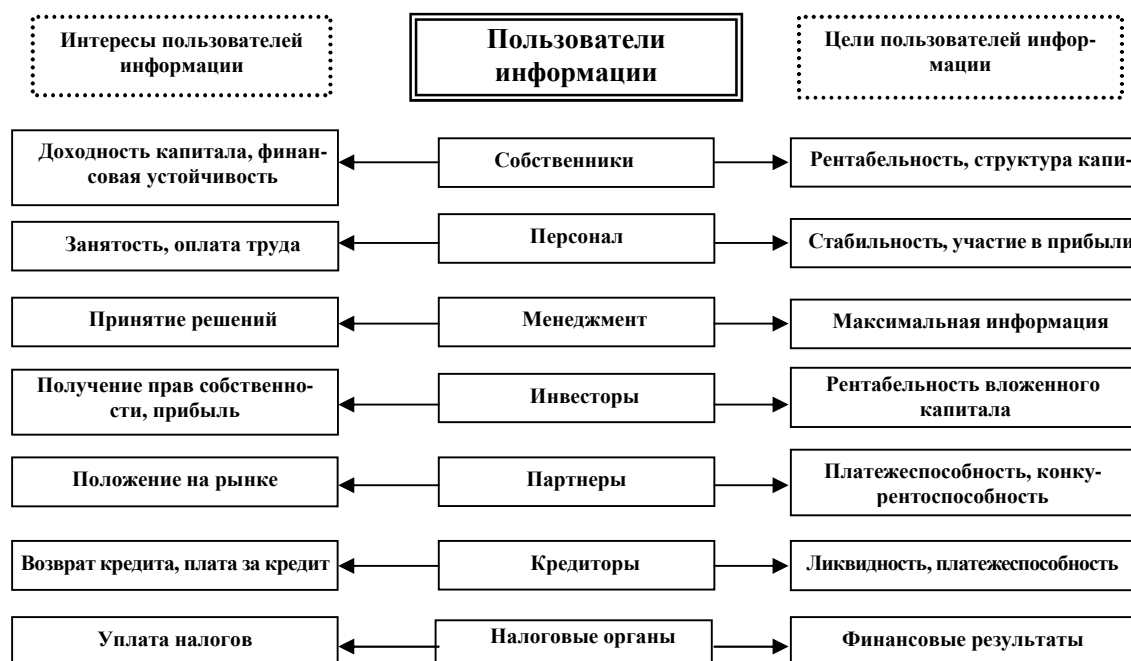 Интересы пользователей
информации
Пользователи
информации
Цели пользователей инфор-
мации
Доходность капитала, финан-
совая устойчивость
Собственники
Рентабельность, структура капи-
Занятость, оплата труда
Персонал
Стабильность, участие в прибыли
Принятие решений
Менеджмент
Максимальная информация
Получение прав собственно-
сти, прибыль
Инвесторы
Рентабельность вложенного
капитала
Положение на рынке
Партнеры
Платежеспособность, конку-
рентоспособность
Возврат кредита, плата за кредит
Кредиторы
Ликвидность, платежеспособность
Уплата налогов
Налоговые органы
Финансовые результаты